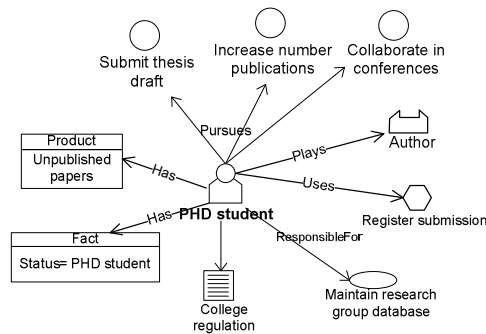 Submit thesis
draft
Increase number
publications
Collaborate in
conferences
Pursues
Product
Unpublished
papers
Has
Plays
Author
Uses
Register submission
PHD student
Has
Fact
Status= PHD student
ResponsibleFor
College
regulation
Maintain research
group database